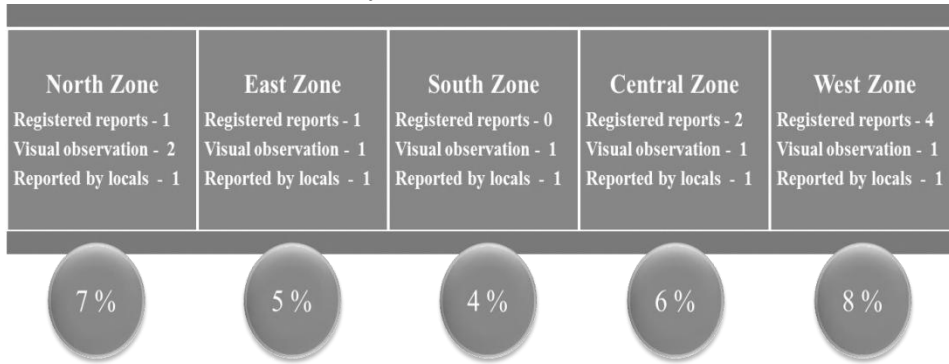 North Zone
Registered reports - 1
Visual observation - 2
Reported by locals - 1
East Zone
Registered reports - 1
Visual observation - 1
Reported by locals - 1
South Zone
Registered reports - 0
Visual observation - 1
Reported by locals - 1
Central Zone
Registered reports - 2
Visual observation - 1
Reported by locals - 1
West Zone
Registered reports - 4
Visual observation - 1
Reported by locals - 1
7 %
5 %
4 %
6 %
8 %